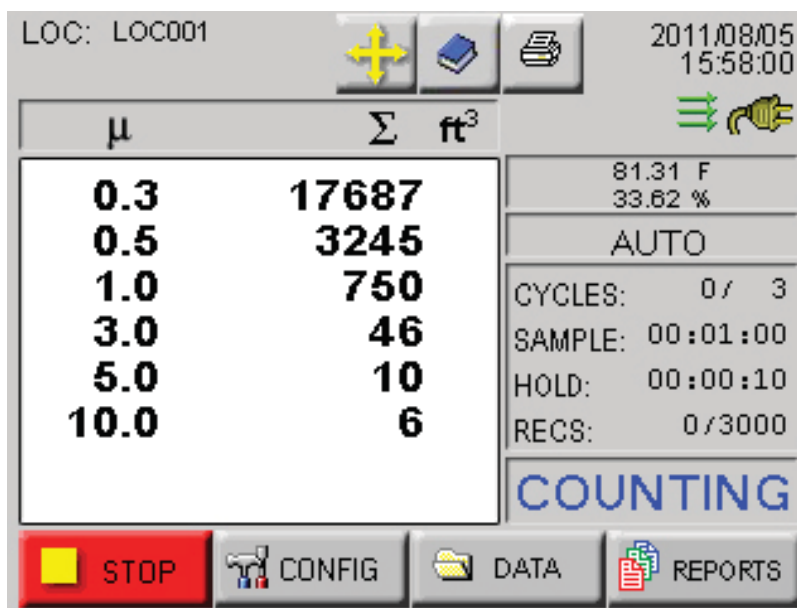 LOC: LOC001
2011/08/05
15:58:00
μ Σ ft³
0.3 17687
0.5 3245
1.0 750
3.0 46
5.0 10
10.0 6
81.31 F
33.62 %
AUTO
CYCLES: 0/ 3
SAMPLE: 00:01:00
HOLD: 00:00:10
RECS: 0/3000
COUNTING
STOP
CONFIG
DATA
REPORTS